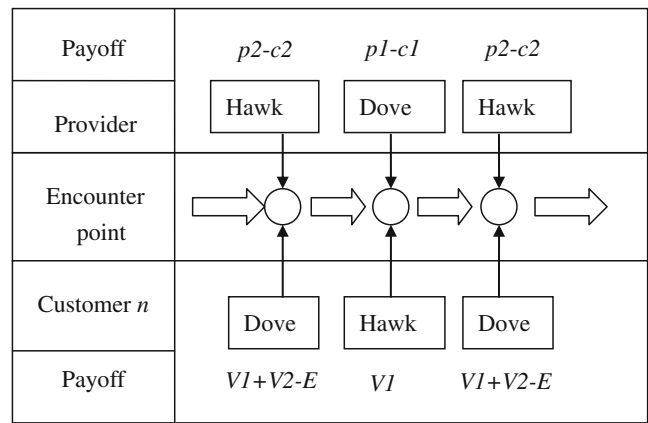 Payoff p2-c2 p1-c1 p2-c2
Provider Hawk Dove Hawk
Encounter
point
Customer n Dove Hawk Dove
Payoff V1+V2-E V1 V1+V2-E